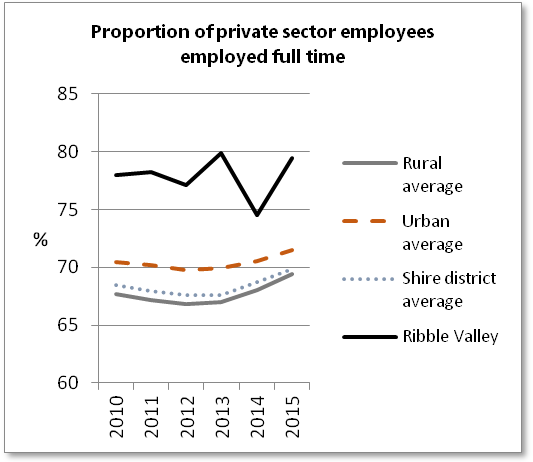 Proportion of private sector employees
employed full time
85
80
75
70
65
60
%
2010
2011
2012
2013
2014
2015
Rural
average
Urban
average
Shire district
average
Ribble Valley